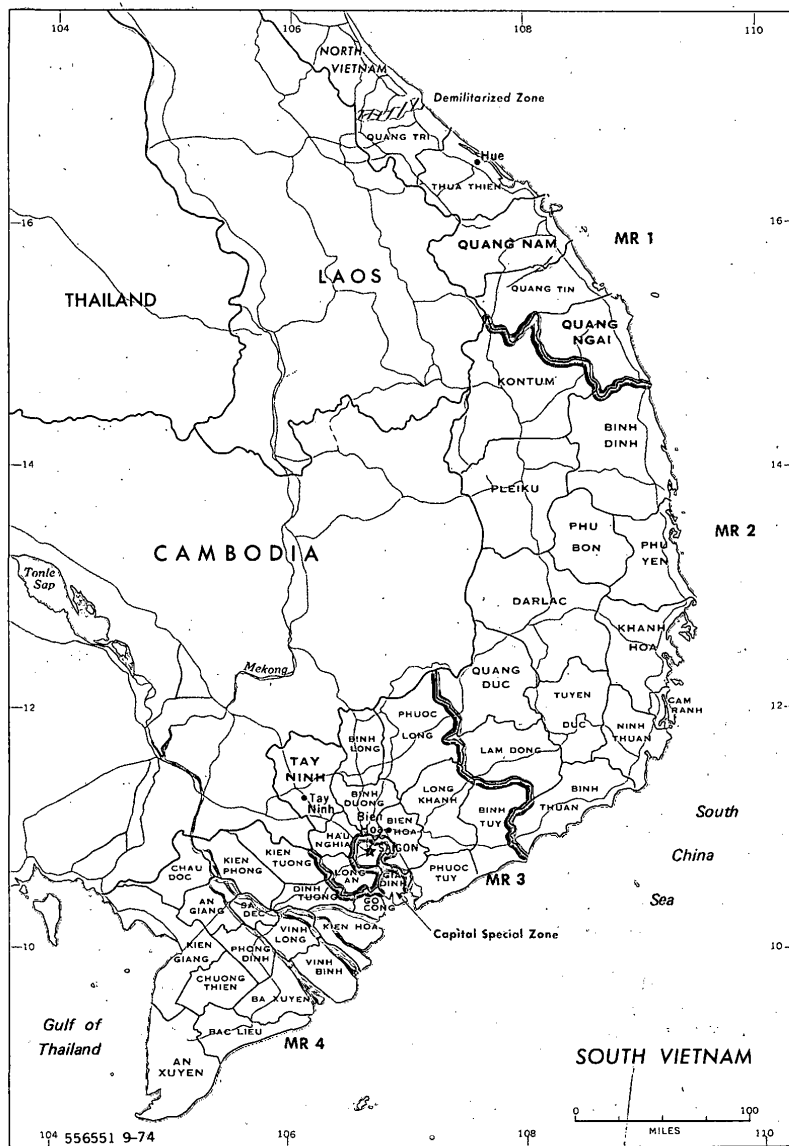 104
106
108
110
NORTH
VIETNAM
Demilitarized Zone
QUANG TRI
Hue
THUA THIEN
16
16
QUANG NAM
MR 1
LAOS
THAILAND
QUANG TIN
QUANG
NGAI
KONTUM
BINH
DINH
14
14
PLEIKU
PHU
BON
MR 2
CAMBODIA
PHU
YEN
Tonle
Sap
DARLAC
KHANH
HOA
Mekong
QUANG
DUC
12
12
TUYEN
DUC
CAM
RANH
NINH
THUAN
PHUOC
LONG
BINH
LONG
LAM DONG
TAY
NINH
Tay
Ninh
BINH
DUONG
LONG
KHANH
BINH
THUAN
BINH
TUY
Bien
Hoa
BIEN
HOA
HAU
NGHIA
SAIGON
South
China
Sea
KIEN
TUONG
KIEN
PHONG
CHAU
DOC
LONG
AN
GIA
DINH
PHUOC
TUY
MR 3
DINH
TUONG
GO
CONG
AN
GIANG
SA
DEC
VINH
LONG
KIEN HOA
Capital Special Zone
10
10
KIEN
GIANG
PHONG
DINH
VINH
BINH
CHUONG
THIEN
BA XUYEN
Gulf of
Thailand
BAC LIEU
MR 4
AN
XUYEN
SOUTH VIETNAM
0
100
MILES
104
556551 9-74
106
108
110